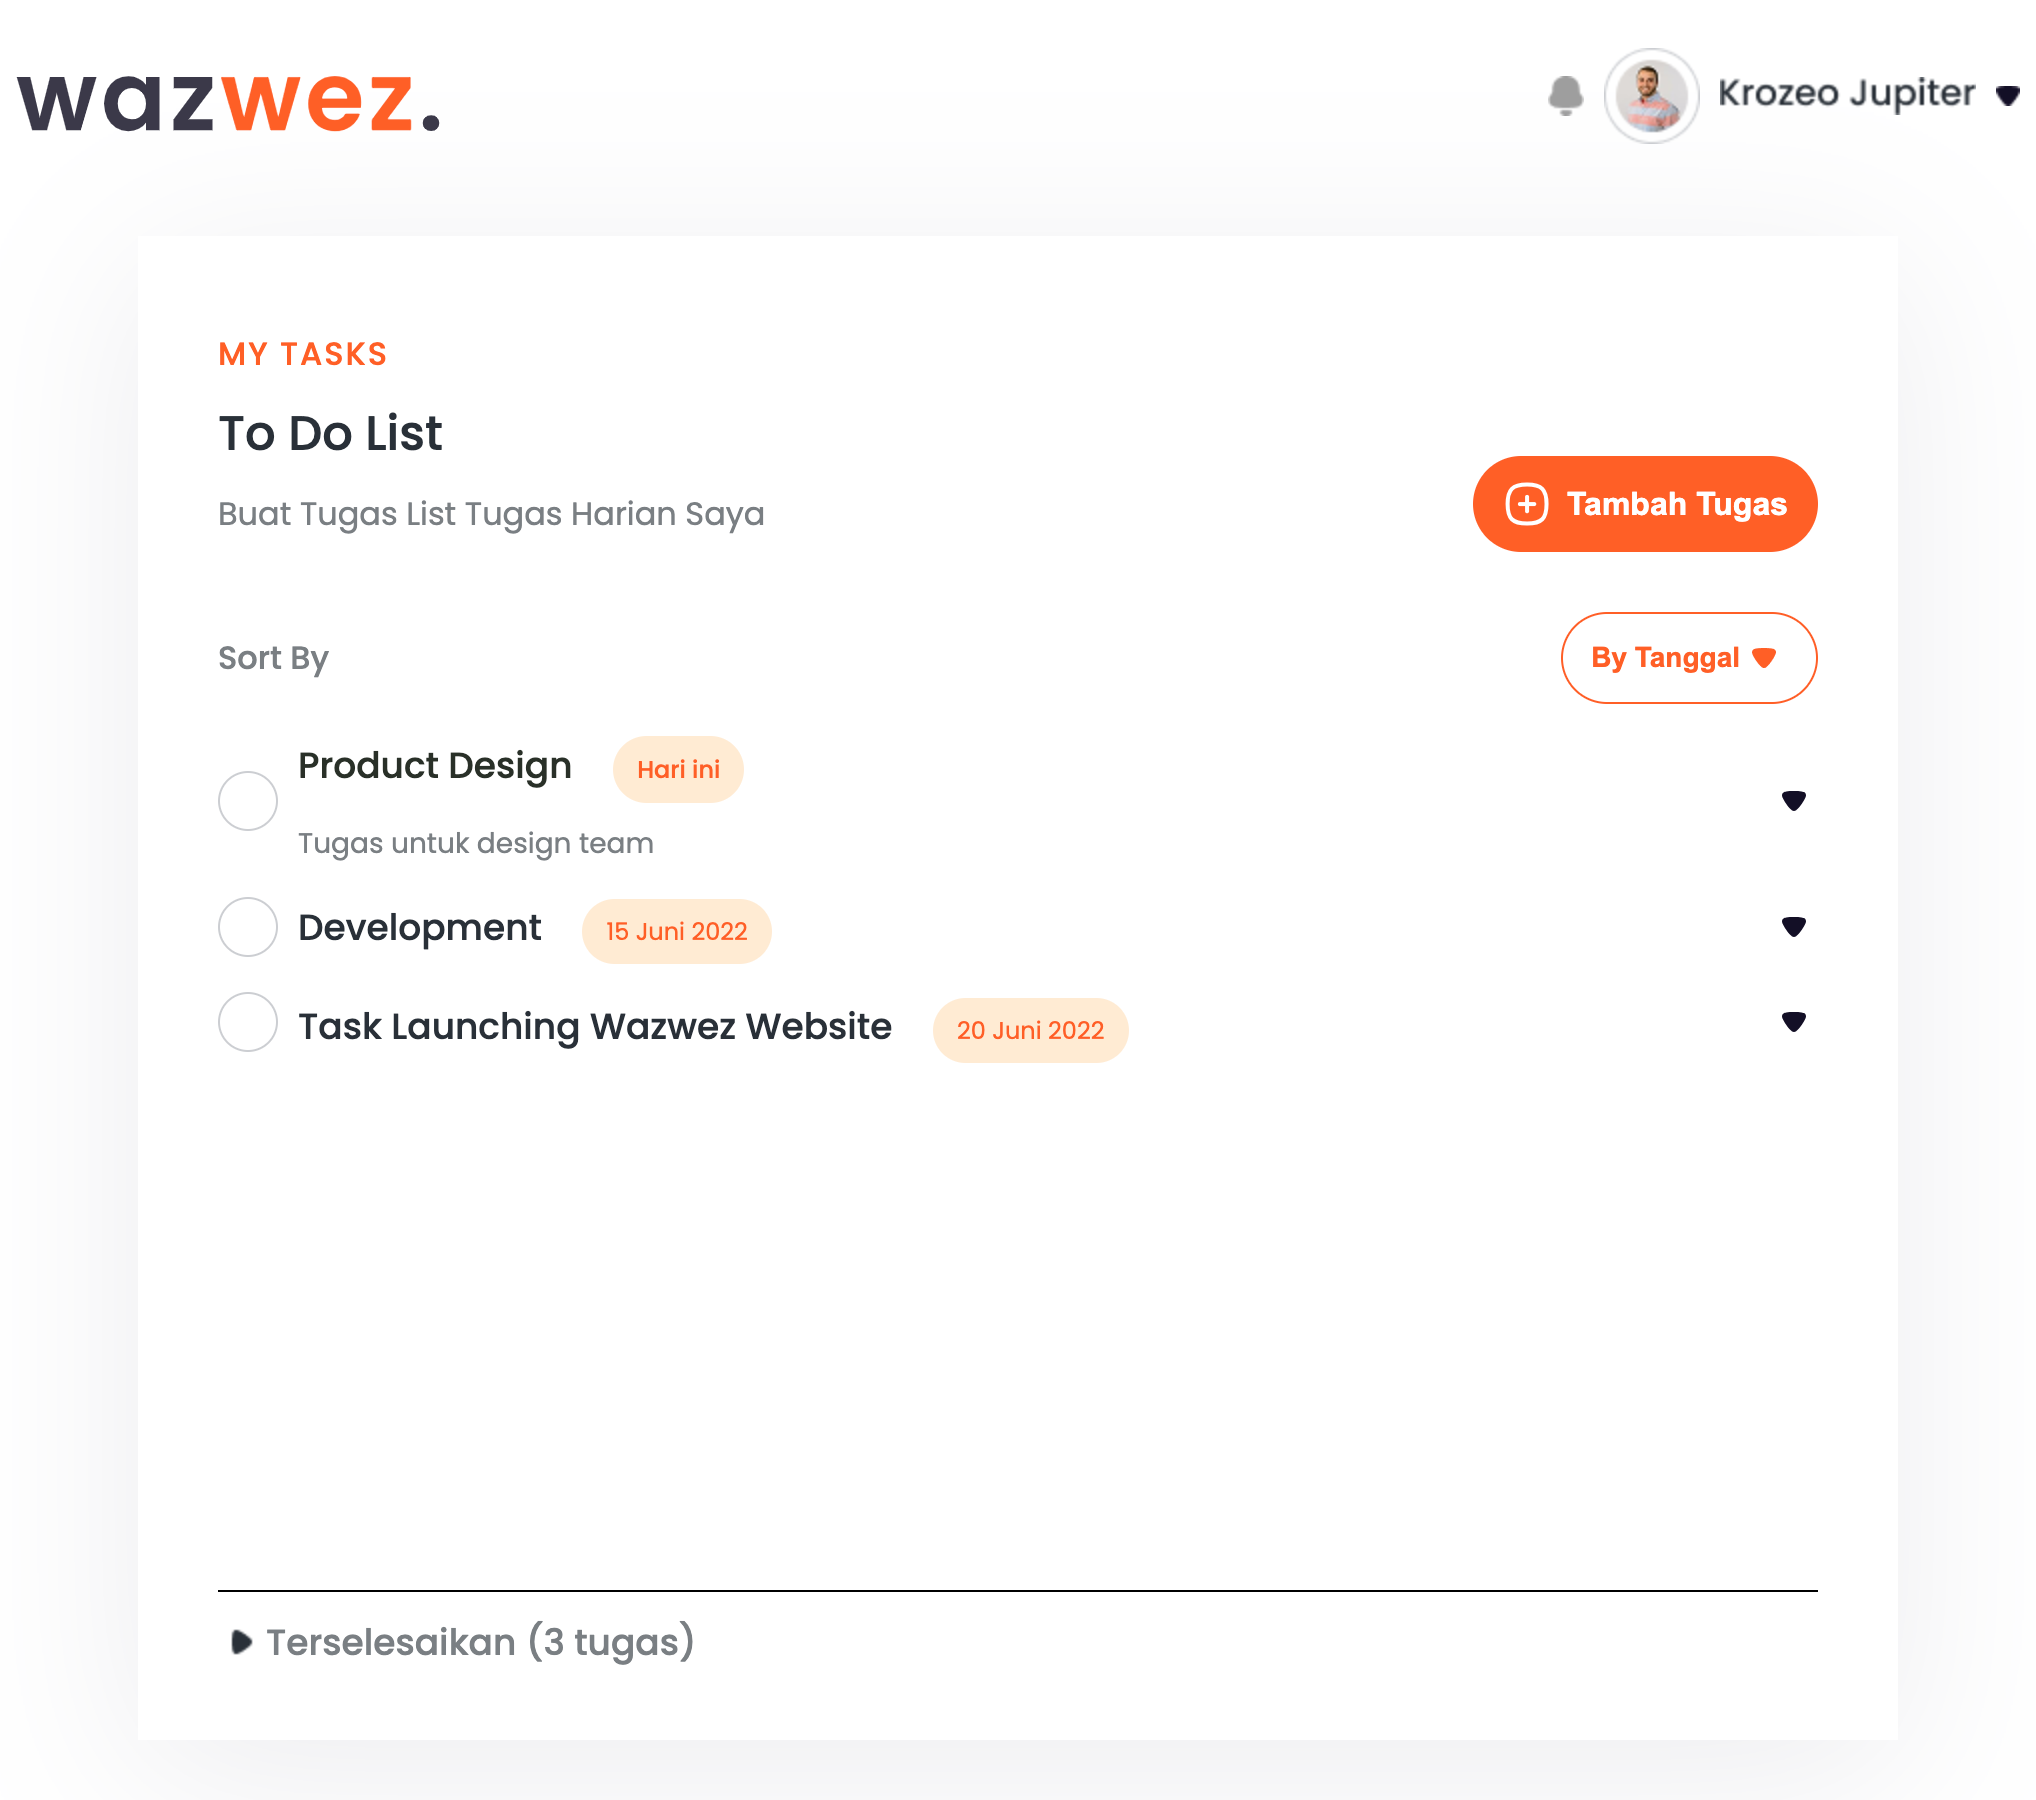 wazwez.
Krozeo Jupiter
MY TASKS
To Do List
Buat Tugas List Tugas Harian Saya
Tambah Tugas
Sort By
By Tanggal
Product Design
Hari ini
Tugas untuk design team
Development
15 Juni 2022
Task Launching Wazwez Website
20 Juni 2022
Terselesaikan (3 tugas)